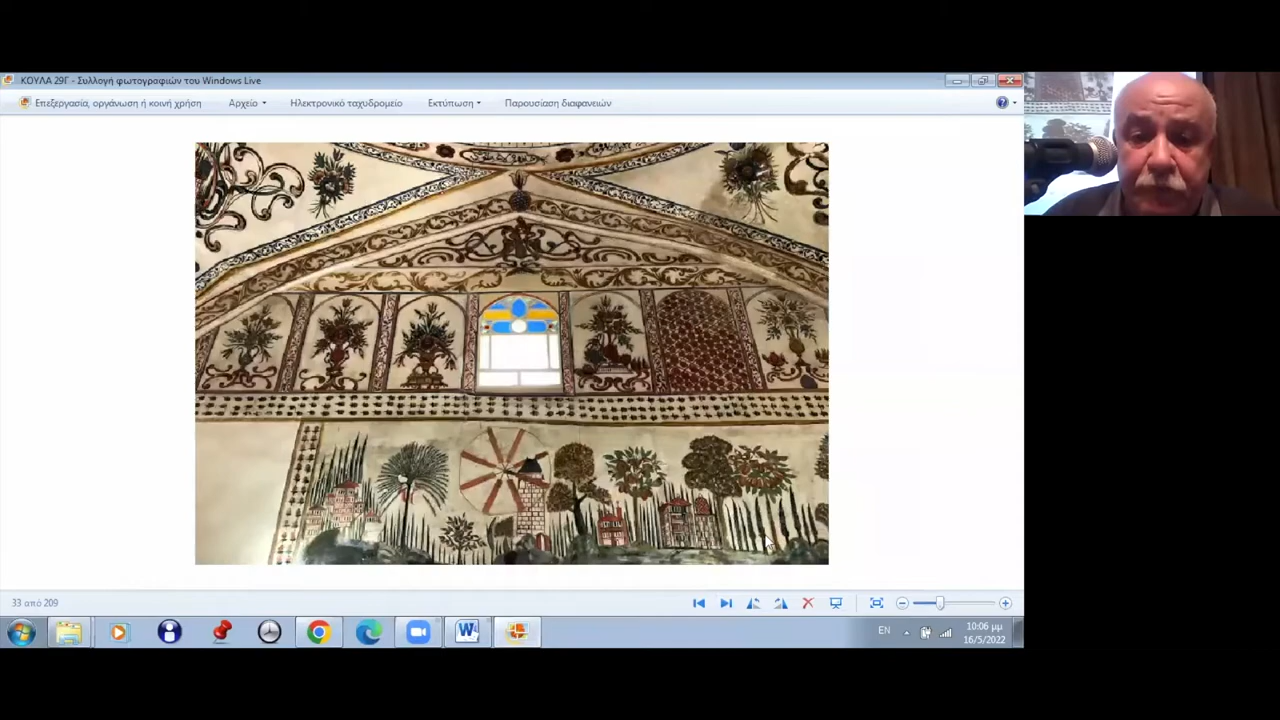 ΚΟΥΛΑ 29Γ - Συλλογή φωτογραφιών του Windows Live
Επεξεργασία, οργάνωση ή κοινή χρήση Αρχείο Ηλεκτρονικό ταχυδρομείο Εκτύπωση Παρουσίαση διαφανειών
33 από 209
EN
10:06 μμ
16/5/2022